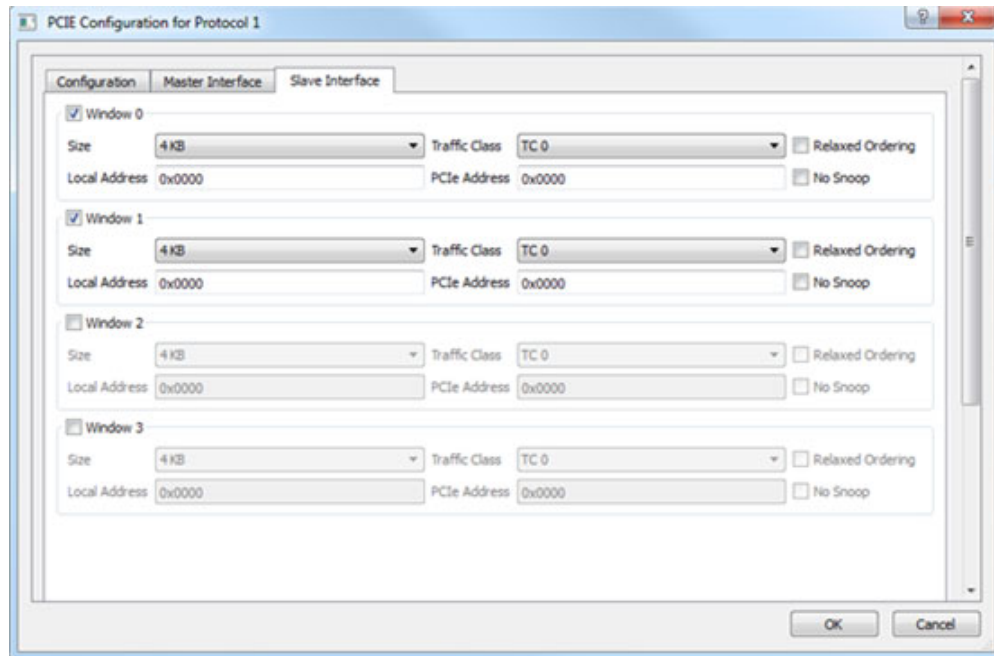 PCIE Configuration for Protocol 1
Configuration Master Interface Slave Interface
Window 0
Size 4 KB Traffic Class TC 0 Relaxed Ordering
Local Address 0x0000 PCIe Address 0x0000 No Snoop
Window 1
Size 4 KB Traffic Class TC 0 Relaxed Ordering
Local Address 0x0000 PCIe Address 0x0000 No Snoop
Window 2
Size 4 KB Traffic Class TC 0 Relaxed Ordering
Local Address 0x0000 PCIe Address 0x0000 No Snoop
Window 3
Size 4 KB Traffic Class TC 0 Relaxed Ordering
Local Address 0x0000 PCIe Address 0x0000 No Snoop
OK Cancel